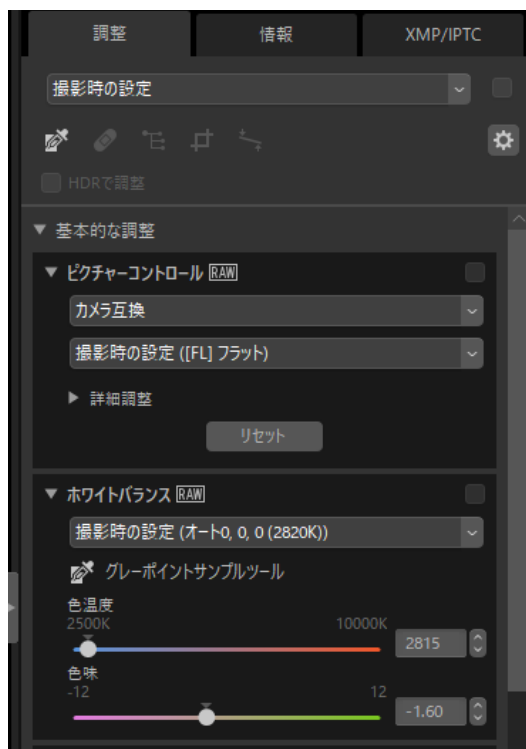 調整 情報 XMP/IPTC
撮影時の設定
HDRで調整
基本的な調整
ピクチャーコントロール RAW
カメラ互換
撮影時の設定 ([FL] フラット)
詳細調整
リセット
ホワイトバランス RAW
撮影時の設定 (オート0, 0, 0 (2820K))
グレーポイントサンプルツール
色温度
2500K 10000K
2815
色味
-12 12
-1.60